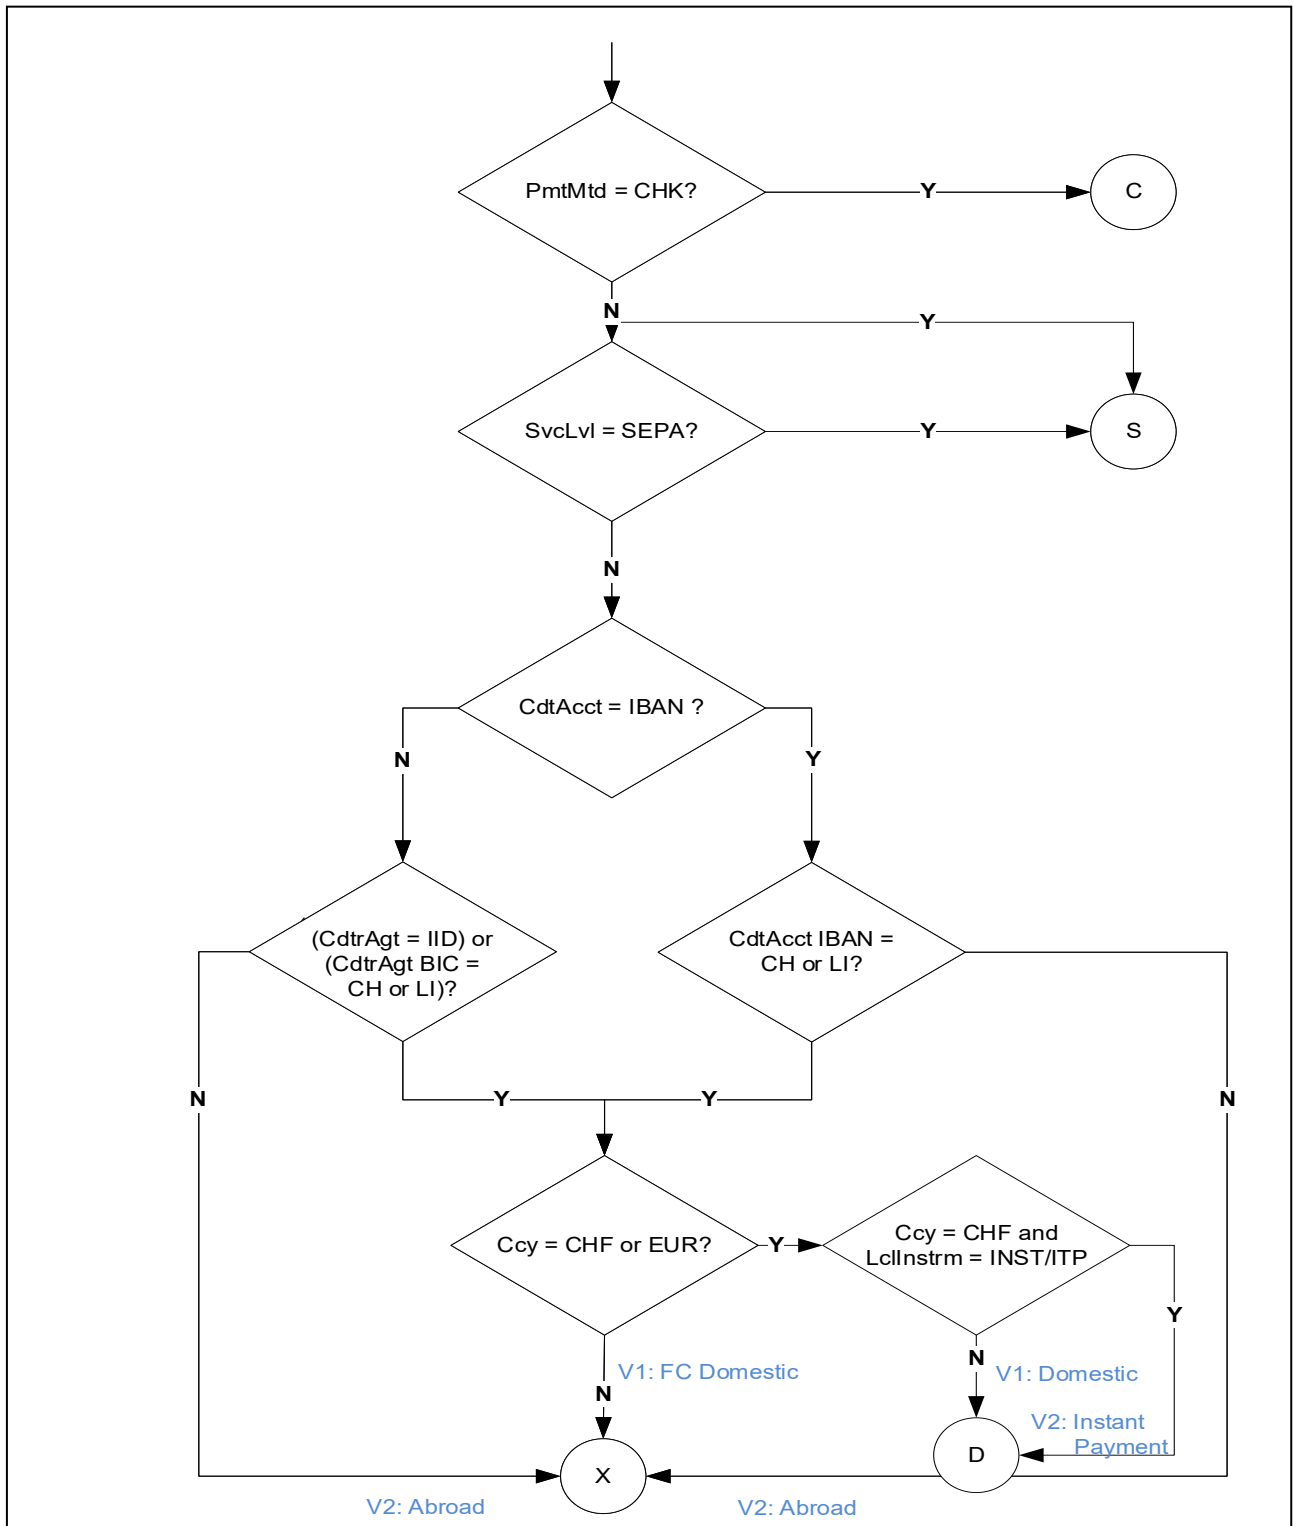 PmtMtd = CHK?
Y
C
N
Y
SvcLvl = SEPA?
Y
S
N
CdtAcct = IBAN ?
N
Y
(CdtrAgt = IID) or
(CdtrAgt BIC =
CH or LI)?
CdtAcct IBAN =
CH or LI?
N
Y
Y
N
Ccy = CHF or EUR?
Y
Ccy = CHF and
LclInstrm = INST/ITP
Y
N
V1: FC Domestic
N
V1: Domestic
V2: Instant
Payment
D
X
V2: Abroad
V2: Abroad